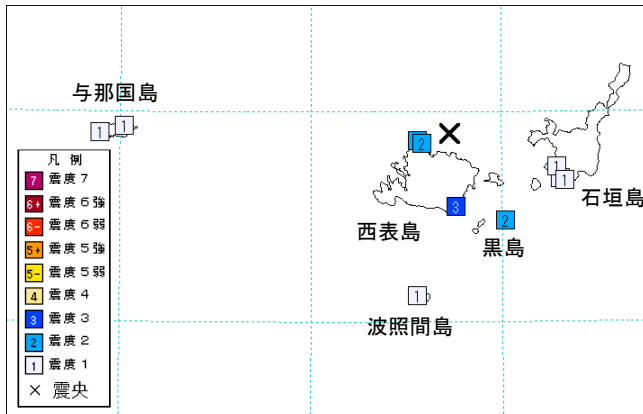 与那国島
1
1
2
石垣島
1
1
西表島
3
2
黒島
1
波照間島
凡 例
7 震度7
6+ 震度6強
6- 震度6弱
5+ 震度5強
5- 震度5弱
4 震度4
3 震度3
2 震度2
1 震度1
× 震央